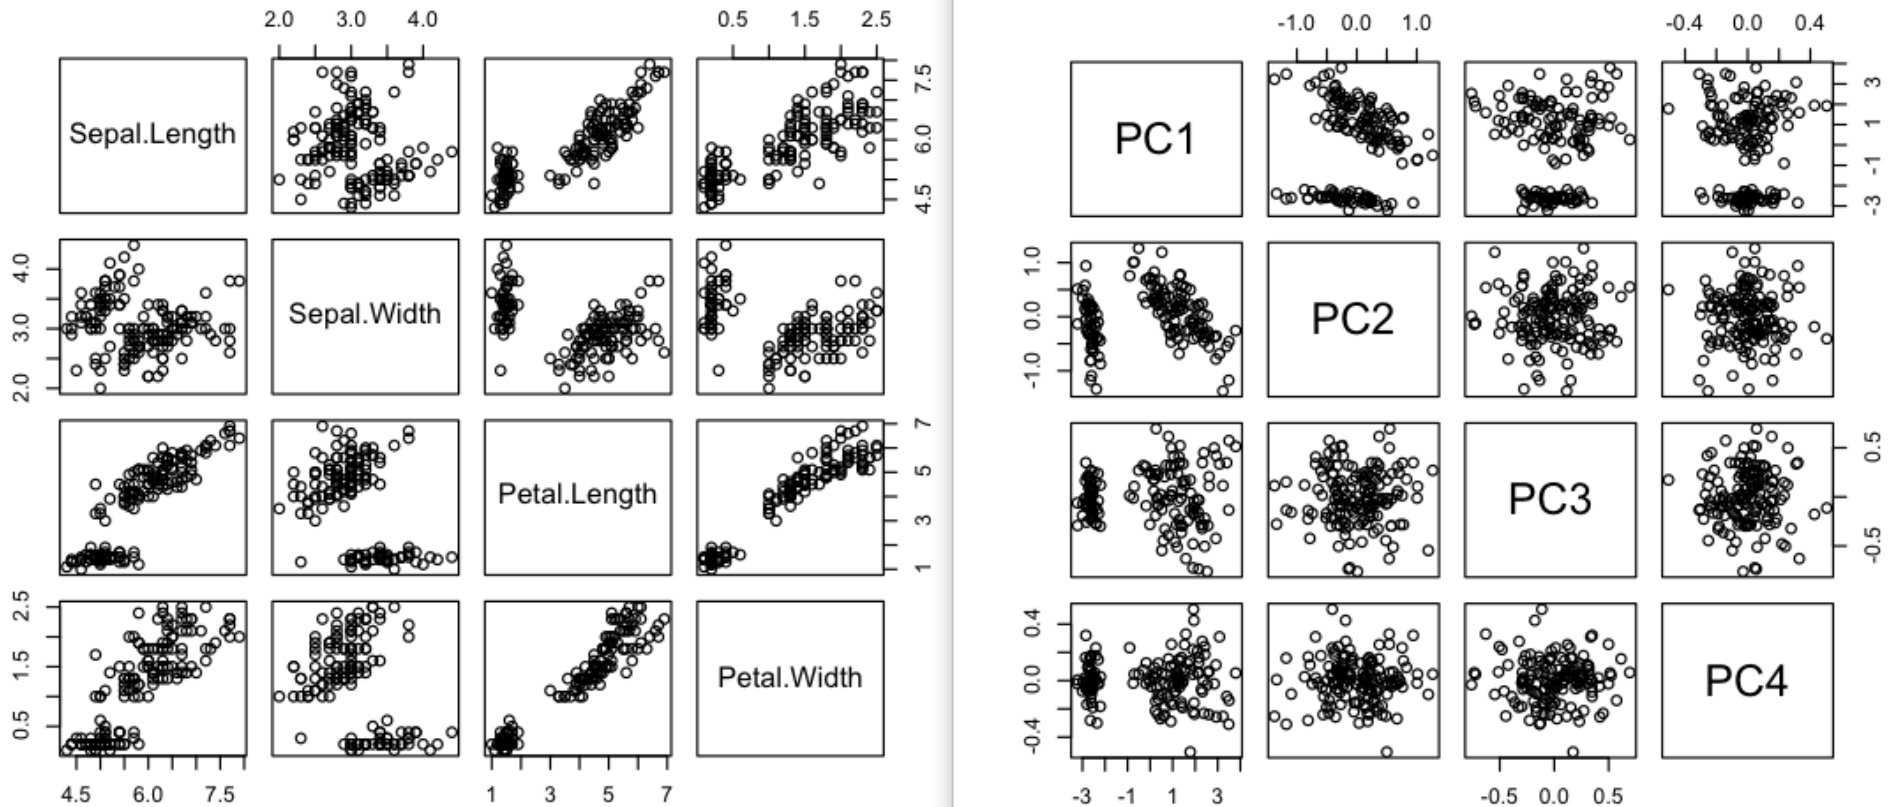 2.0 3.0 4.0 0.5 1.5 2.5
Sepal.Length
4.5 6.0 7.5
2.0 3.0 4.0
Sepal.Width
Petal.Length
1 3 5 7
0.5 1.5 2.5
Petal.Width
4.5 6.0 7.5 1 3 5 7
-1.0 0.0 1.0 -0.4 0.0 0.4
PC1
-3 -1 1 3
-1.0 0.0 1.0
PC2
PC3
-0.5 0.5
-0.4 0.0 0.4
PC4
-3 -1 1 3 -0.5 0.0 0.5